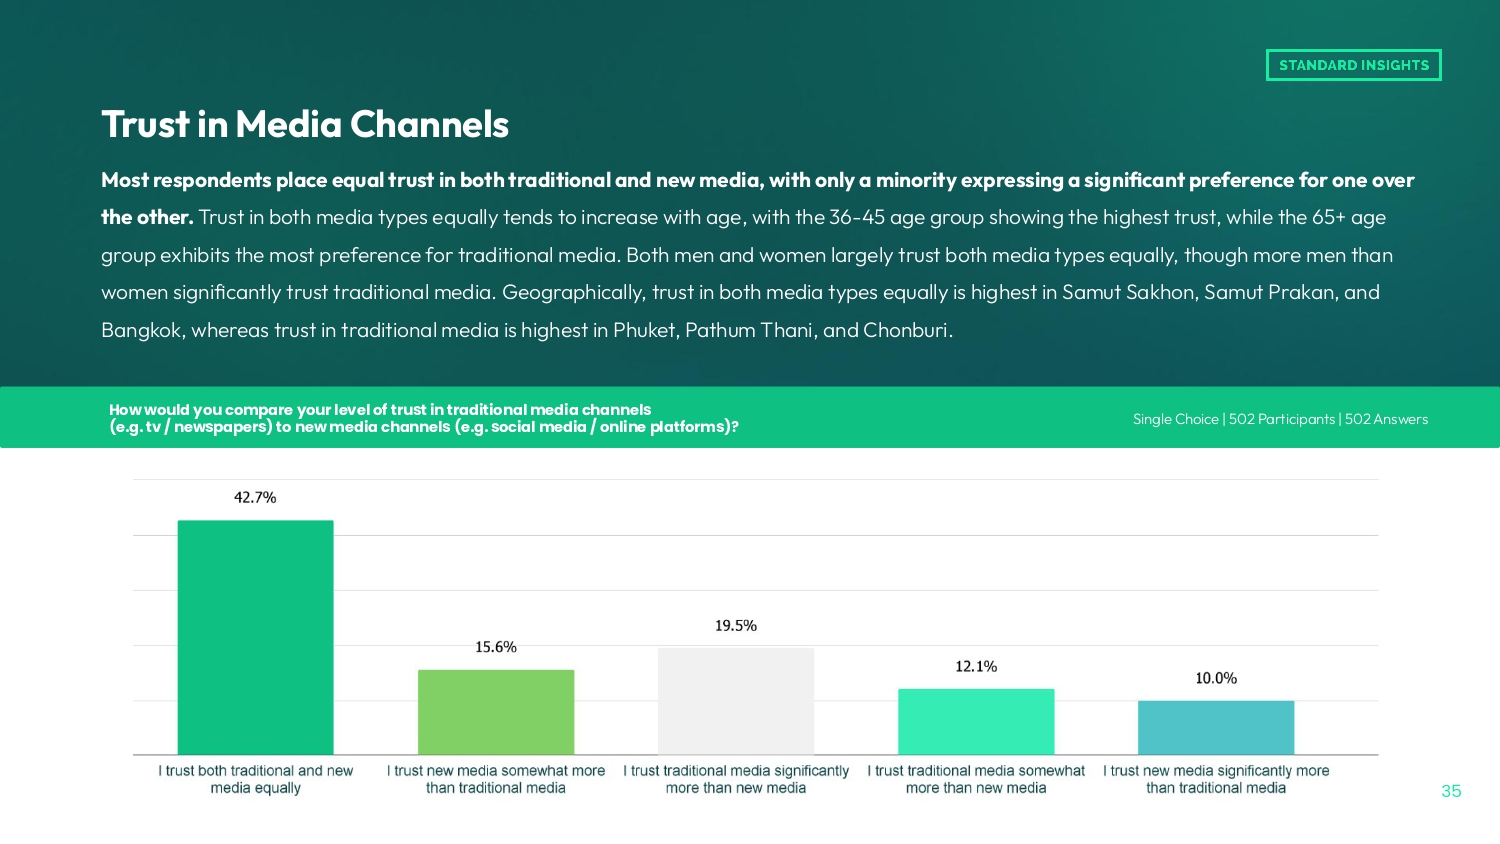 STANDARD INSIGHTS
Trust in Media Channels
Most respondents place equal trust in both traditional and new media, with only a minority expressing a significant preference for one over
the other. Trust in both media types equally tends to increase with age, with the 36-45 age group showing the highest trust, while the 65+ age
group exhibits the most preference for traditional media. Both men and women largely trust both media types equally, though more men than
women significantly trust traditional media. Geographically, trust in both media types equally is highest in Samut Sakhon, Samut Prakan, and
Bangkok, whereas trust in traditional media is highest in Phuket, Pathum Thani, and Chonburi.
How would you compare your level of trust in traditional media channels
(e.g. tv / newspapers) to new media channels (e.g. social media / online platforms)?
Single Choice | 502 Participants | 502 Answers
42.7%
15.6%
19.5%
12.1%
10.0%
I trust both traditional and new
media equally
I trust new media somewhat more
than traditional media
I trust traditional media significantly
more than new media
I trust traditional media somewhat
more than new media
I trust new media significantly more
than traditional media
35